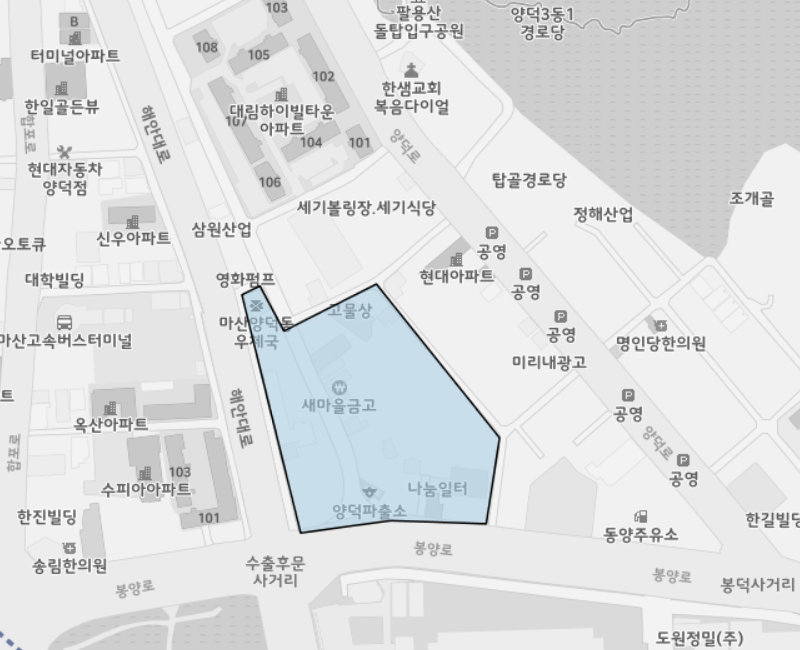 103
팔용산
돌탑입구공원
양덕3동1
경로당
B
터미널아파트
108
105
102
한샘교회
복음다이얼
한일골든뷰
합포로
해안대로
107
대림하이빌타운
아파트
104
101
106
양덕로
현대자동차
양덕점
탑골경로당
조개골
신우아파트
삼원산업
세기볼링장.세기식당
정해산업
오토큐
P
공영
대학빌딩
영화펌프
현대아파트
P
공영
마산양덕동
우체국
고물상
P
공영
마산고속버스터미널
명인당한의원
미리내광고
트
해안대로
새마을금고
P
공영
옥산아파트
합포로
양덕로
103
수피아아파트
P
공영
나눔일터
양덕파출소
한진빌딩
101
한길빌딩
동양주유소
송림한의원
수출후문
사거리
봉양로
봉양로
봉양로
봉덕사거리
도원정밀(주)